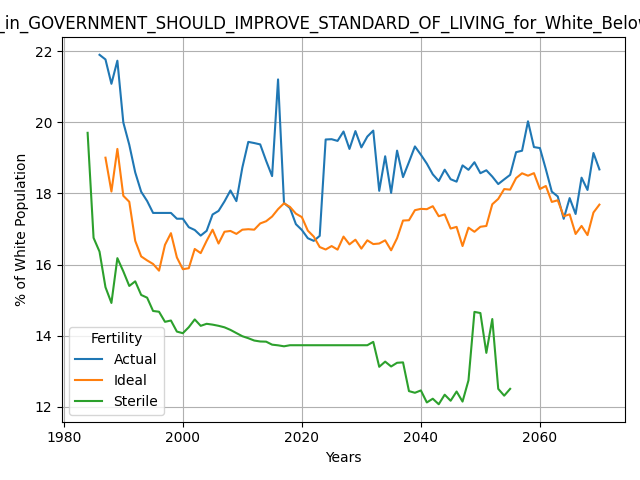 _in_GOVERNMENT_SHOULD_IMPROVE_STANDARD_OF_LIVING_for_White_Belo
22
20
18
16
14
12
% of White Population
Fertility
Actual
Ideal
Sterile
1980
2000
2020
2040
2060
Years